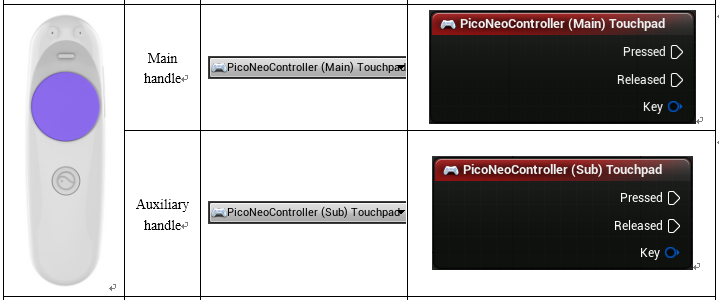 Main
handle
PicoNeoController (Main) Touchpad
PicoNeoController (Main) Touchpad
Pressed
Released
Key
Auxiliary
handle
PicoNeoController (Sub) Touchpad
PicoNeoController (Sub) Touchpad
Pressed
Released
Key